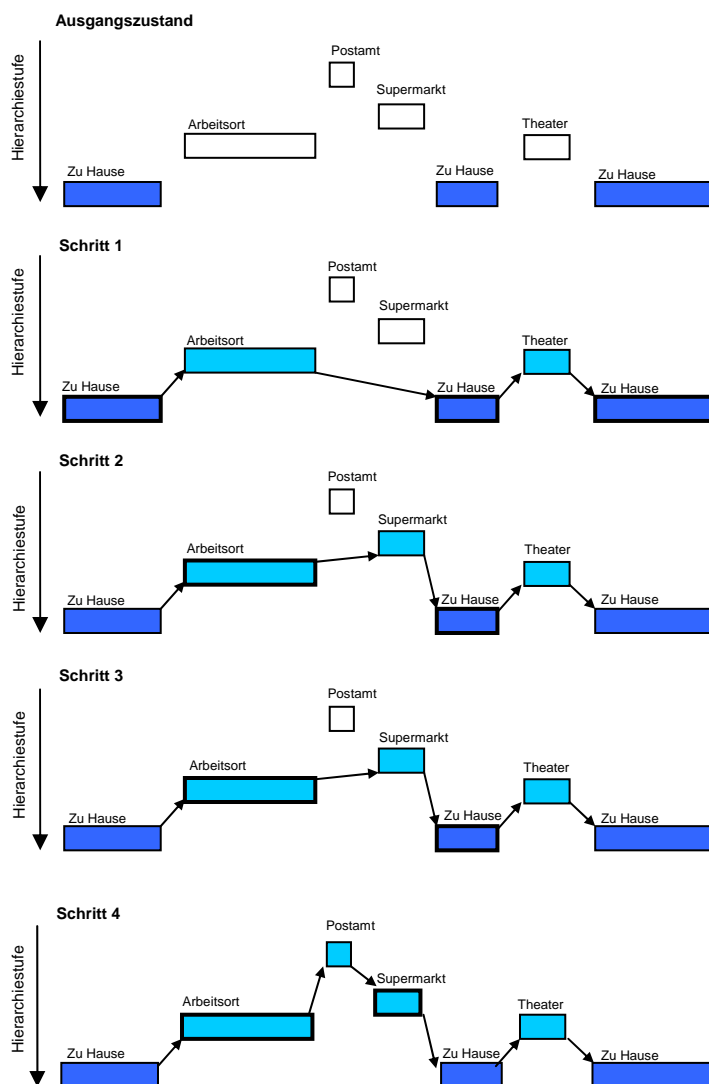 Ausgangszustand
Postamt
Supermarkt
Arbeitsort
Theater
Zu Hause
Zu Hause
Zu Hause
Hierarchiestufe
Schritt 1
Postamt
Supermarkt
Arbeitsort
Theater
Zu Hause
Zu Hause
Zu Hause
Hierarchiestufe
Schritt 2
Postamt
Supermarkt
Arbeitsort
Theater
Zu Hause
Zu Hause
Zu Hause
Hierarchiestufe
Schritt 3
Postamt
Supermarkt
Arbeitsort
Theater
Zu Hause
Zu Hause
Zu Hause
Hierarchiestufe
Schritt 4
Postamt
Supermarkt
Arbeitsort
Theater
Zu Hause
Zu Hause
Zu Hause
Hierarchiestufe